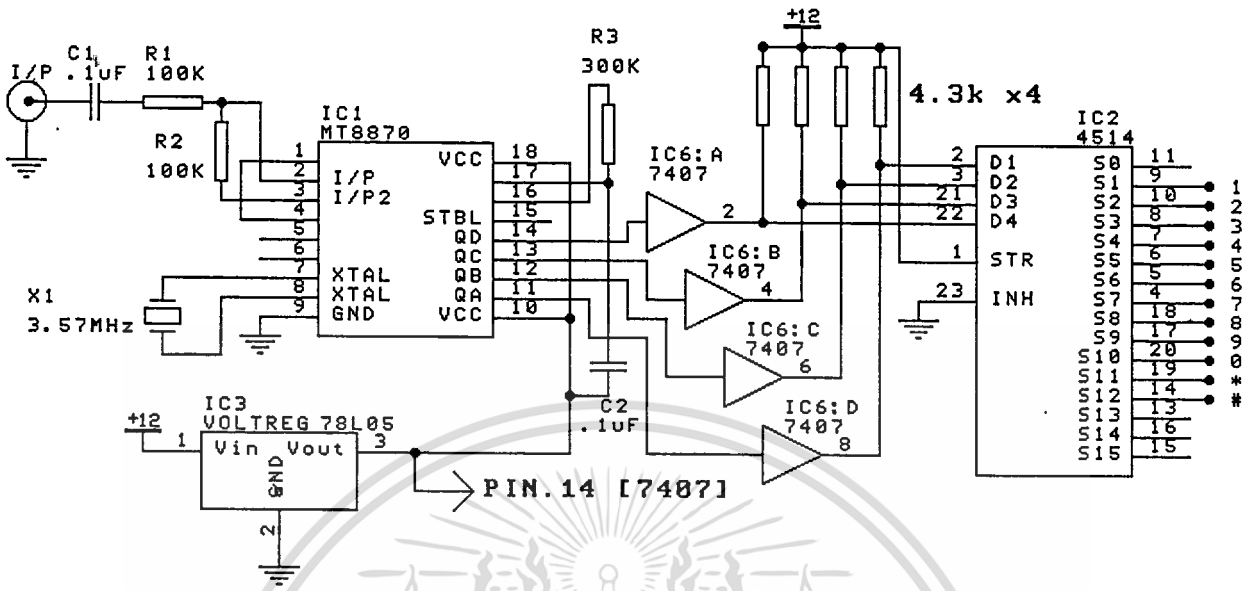 +12
R3
300K
C1
.1uF
R1
100K
I/P
4.3k x4
IC1
MT8870
IC2
4514
R2
100K
1
2
3
4
5
6
7
8
9
I/P
I/P2
XTAL
XTAL
GND
VCC
STBL
QD
QC
QB
QA
VCC
18
17
16
15
14
13
12
11
10
X1
3.57MHz
IC6:A
7407
2
IC6:B
7407
4
IC6:C
7407
6
IC6:D
7407
8
C2
.1uF
2
3
21
22
1
23
D1
D2
D3
D4
STR
INH
S0 11
S1 9 1
S2 10 2
S3 8 3
S4 7 4
S5 6 5
S6 5 6
S7 4 7
S8 18 8
S9 17 9
S10 20 0
S11 19 *
S12 14 #
S13 13
S14 16
S15 15
IC3
VOLTREG 78L05
+12
1
Vin Vout
3
GND
2
PIN.14 [7407]